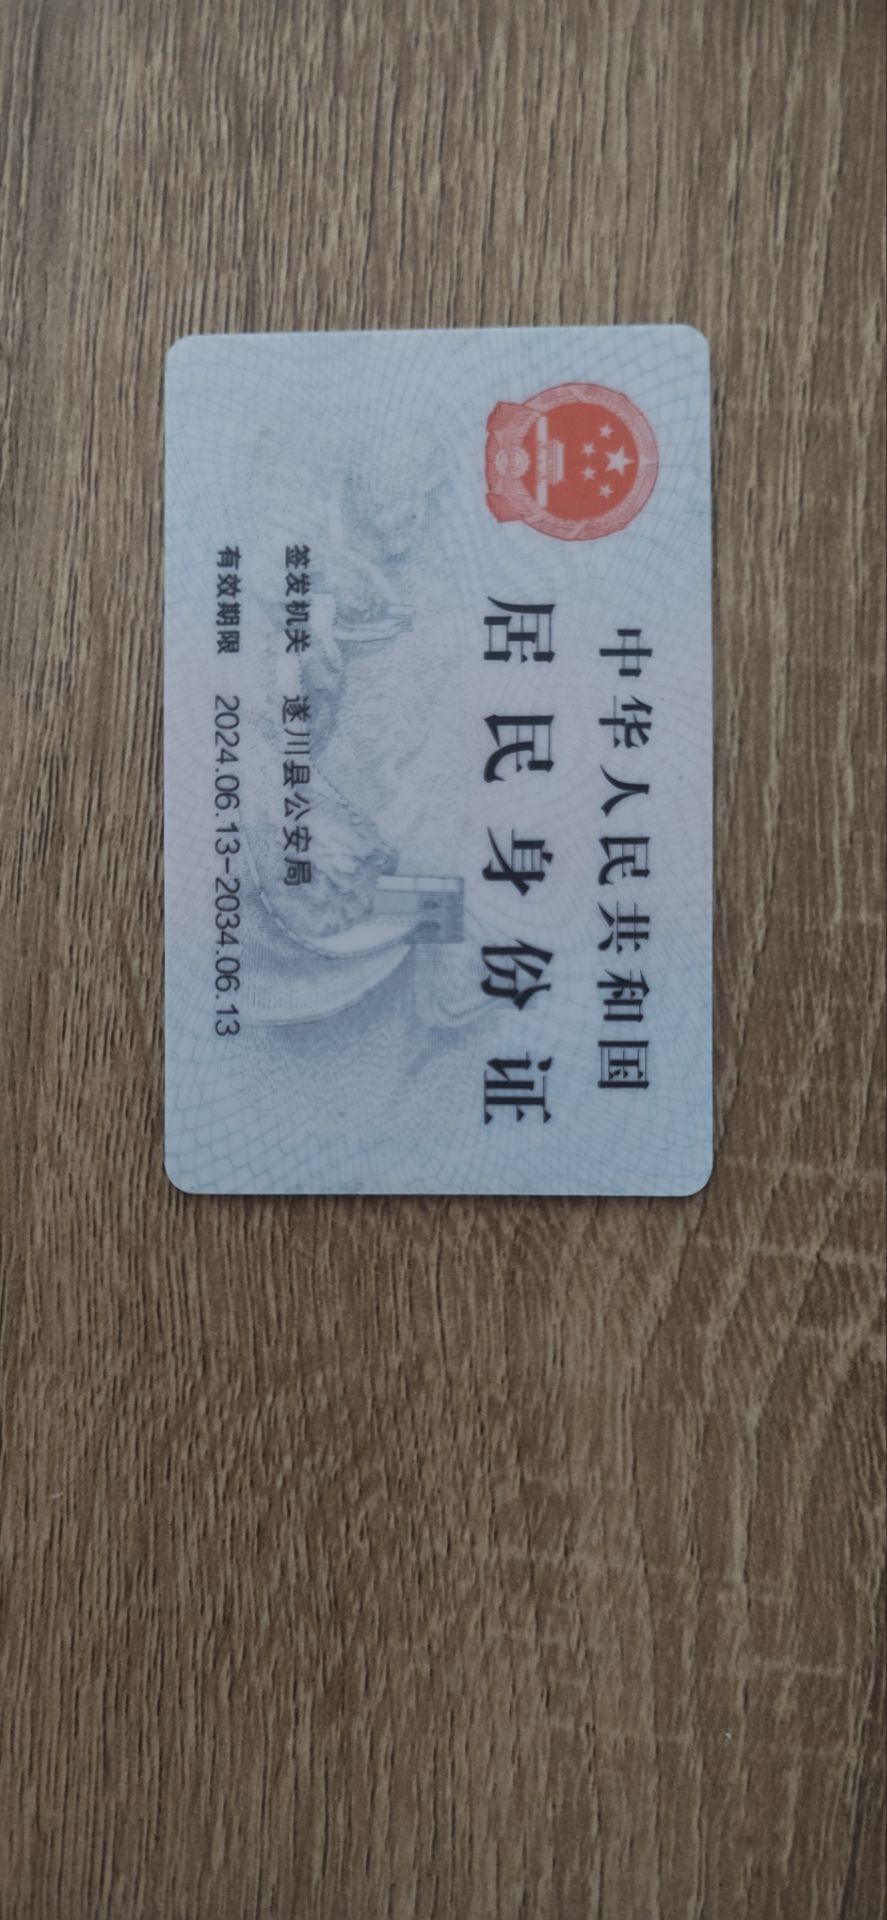 中华人民共和国
居民身份证
签发机关 遂川县公安局
有效期限 2024.06.13-2034.06.13